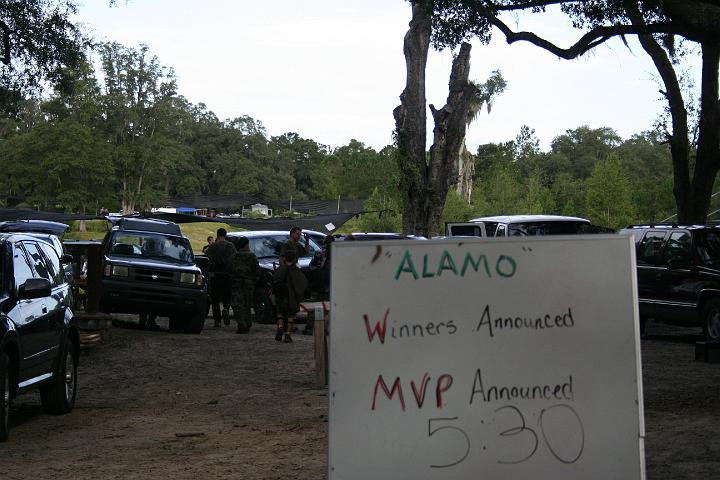 "ALAMO"
Winners Announced
MVP Announced
5:30